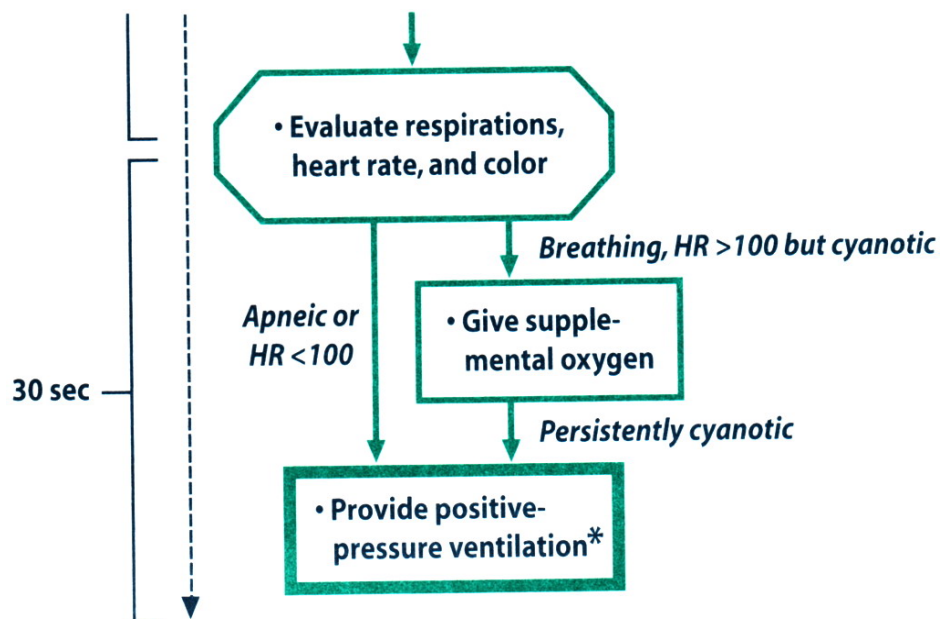 • Evaluate respirations,
heart rate, and color
Breathing, HR >100 but cyanotic
Apneic or
HR <100
• Give supple-
mental oxygen
30 sec
Persistently cyanotic
• Provide positive-
pressure ventilation*